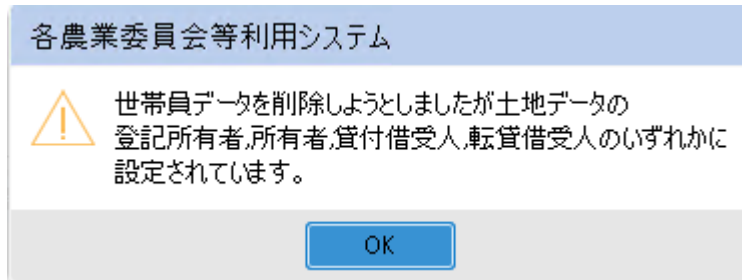 各農業委員会等利用システム
世帯員データを削除しようとしましたが土地データの
登記所有者,所有者,貸付借受人,転貸借受人のいずれかに
設定されています。
OK